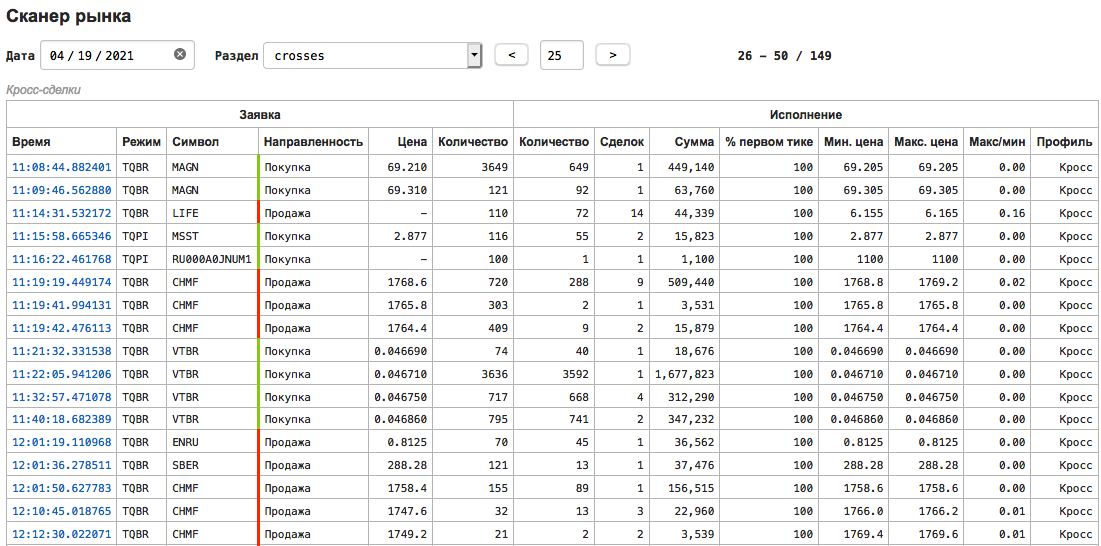 Сканер рынка
Дата 04 / 19 / 2021 Раздел crosses < 25 > 26 – 50 / 149
Кросс-сделки
Заявка Исполнение
Время Режим Символ Направленность Цена Количество Количество Сделок Сумма % первом тике Мин. цена Макс. цена Макс/мин Профиль
11:08:44.882401 TQBR MAGN Покупка 69.210 3649 649 1 449,140 100 69.205 69.205 0.00 Кросс
11:09:46.562880 TQBR MAGN Покупка 69.310 121 92 1 63,760 100 69.305 69.305 0.00 Кросс
11:14:31.532172 TQBR LIFE Продажа – 110 72 14 44,339 100 6.155 6.165 0.16 Кросс
11:15:58.665346 TQPI MSST Покупка 2.877 116 55 2 15,823 100 2.877 2.877 0.00 Кросс
11:16:22.461768 TQPI RU000A0JNUM1 Покупка – 100 1 1 1,100 100 1100 1100 0.00 Кросс
11:19:19.449174 TQBR CHMF Продажа 1768.6 720 288 9 509,440 100 1768.8 1769.2 0.02 Кросс
11:19:41.994131 TQBR CHMF Продажа 1765.8 303 2 1 3,531 100 1765.8 1765.8 0.00 Кросс
11:19:42.476113 TQBR CHMF Продажа 1764.4 409 9 2 15,879 100 1764.4 1764.4 0.00 Кросс
11:21:32.331538 TQBR VTBR Покупка 0.046690 74 40 1 18,676 100 0.046690 0.046690 0.00 Кросс
11:22:05.941206 TQBR VTBR Покупка 0.046710 3636 3592 1 1,677,823 100 0.046710 0.046710 0.00 Кросс
11:32:57.471078 TQBR VTBR Покупка 0.046750 717 668 4 312,290 100 0.046750 0.046750 0.00 Кросс
11:40:18.682389 TQBR VTBR Покупка 0.046860 795 741 2 347,232 100 0.046860 0.046860 0.00 Кросс
12:01:19.110968 TQBR ENRU Продажа 0.8125 70 45 1 36,562 100 0.8125 0.8125 0.00 Кросс
12:01:36.278511 TQBR SBER Продажа 288.28 121 13 1 37,476 100 288.28 288.28 0.00 Кросс
12:01:50.627783 TQBR CHMF Продажа 1758.4 155 89 1 156,515 100 1758.6 1758.6 0.00 Кросс
12:10:45.018765 TQBR CHMF Продажа 1747.6 32 13 3 22,960 100 1766.0 1766.2 0.01 Кросс
12:12:30.022071 TQBR CHMF Продажа 1749.2 21 2 2 3,539 100 1769.4 1769.6 0.01 Кросс